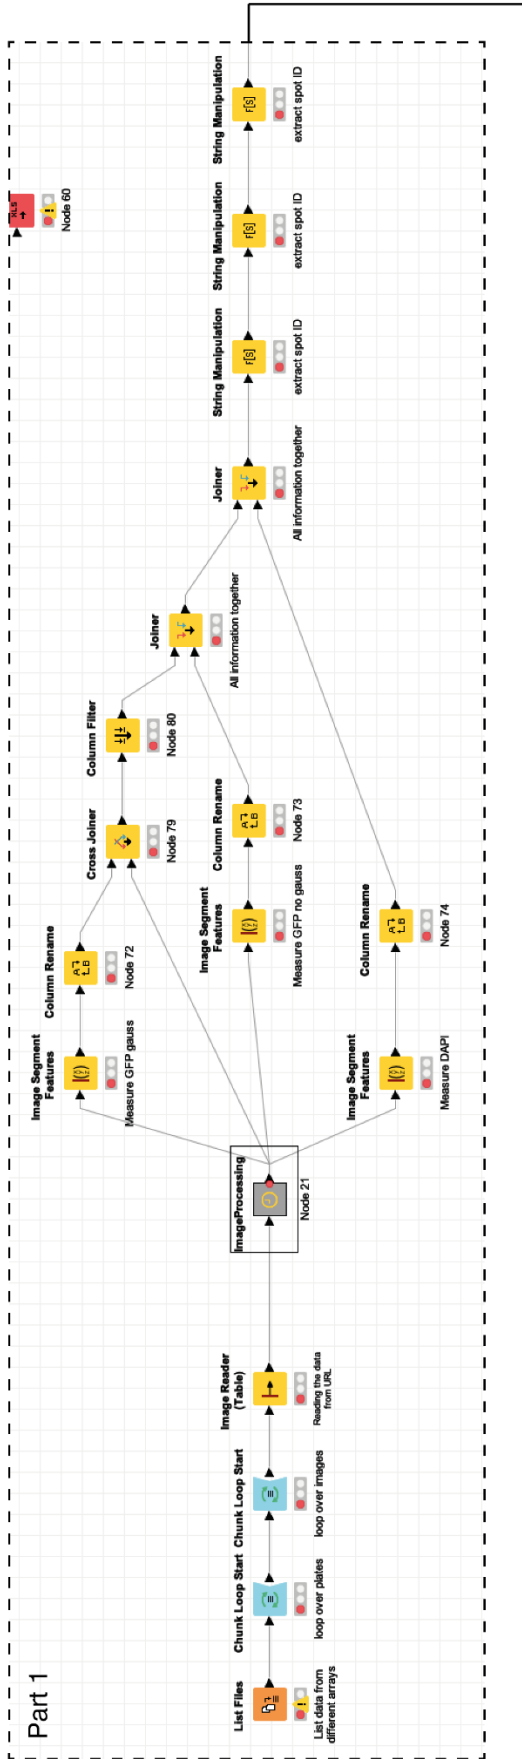 Part 1
List Files
List data from
different arrays
Chunk Loop Start
loop over plates
Chunk Loop Start
loop over images
Image Reader
(Table)
Reading the data
from URL
ImageProcessing
Node 21
Image Segment
Features
Measure GFP gauss
Column Rename
Node 72
Cross Joiner
Node 79
Column Filter
Node 80
Image Segment
Features
Measure GFP no gauss
Column Rename
Node 73
Image Segment
Features
Measure DAPI
Column Rename
Node 74
Joiner
All information together
Joiner
All information together
String Manipulation
F[S]
extract spot ID
String Manipulation
F[S]
extract spot ID
String Manipulation
F[S]
extract spot ID
XLS
Node 60